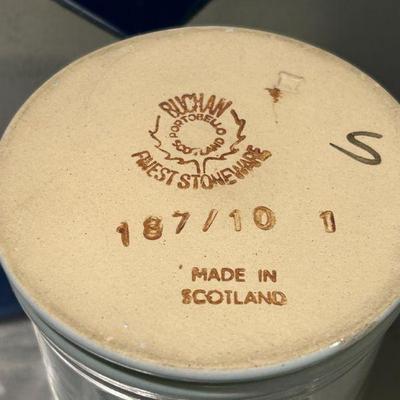 BUCHAN
PORTOBELLO
SCOTLAND
FINEST STONEWARE
S
187/10 1
MADE IN
SCOTLAND